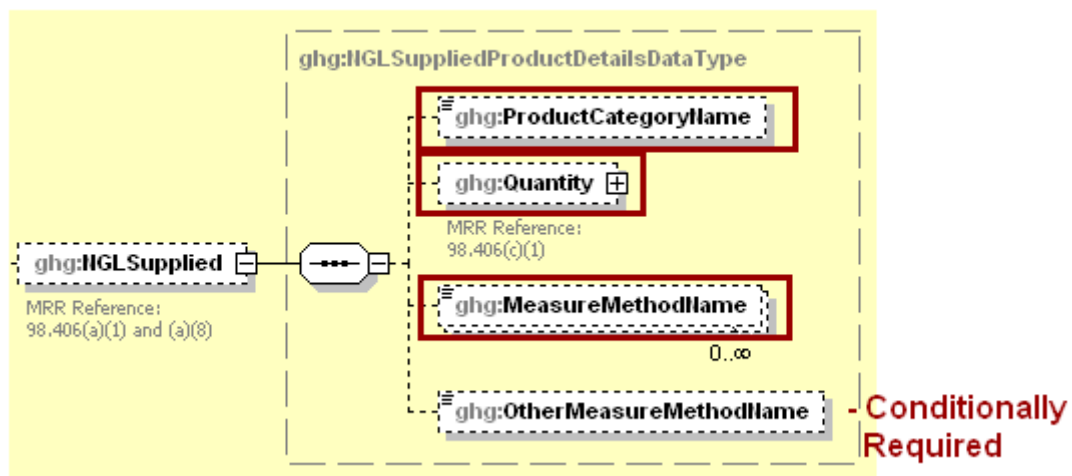 ghg:NGLSuppliedProductDetailsDataType
ghg:ProductCategoryName
ghg:Quantity
MRR Reference:
98.406(c)(1)
ghg:NGLSupplied
MRR Reference:
98.406(a)(1) and (a)(8)
ghg:MeasureMethodName
0..∞
ghg:OtherMeasureMethodName
- Conditionally
Required